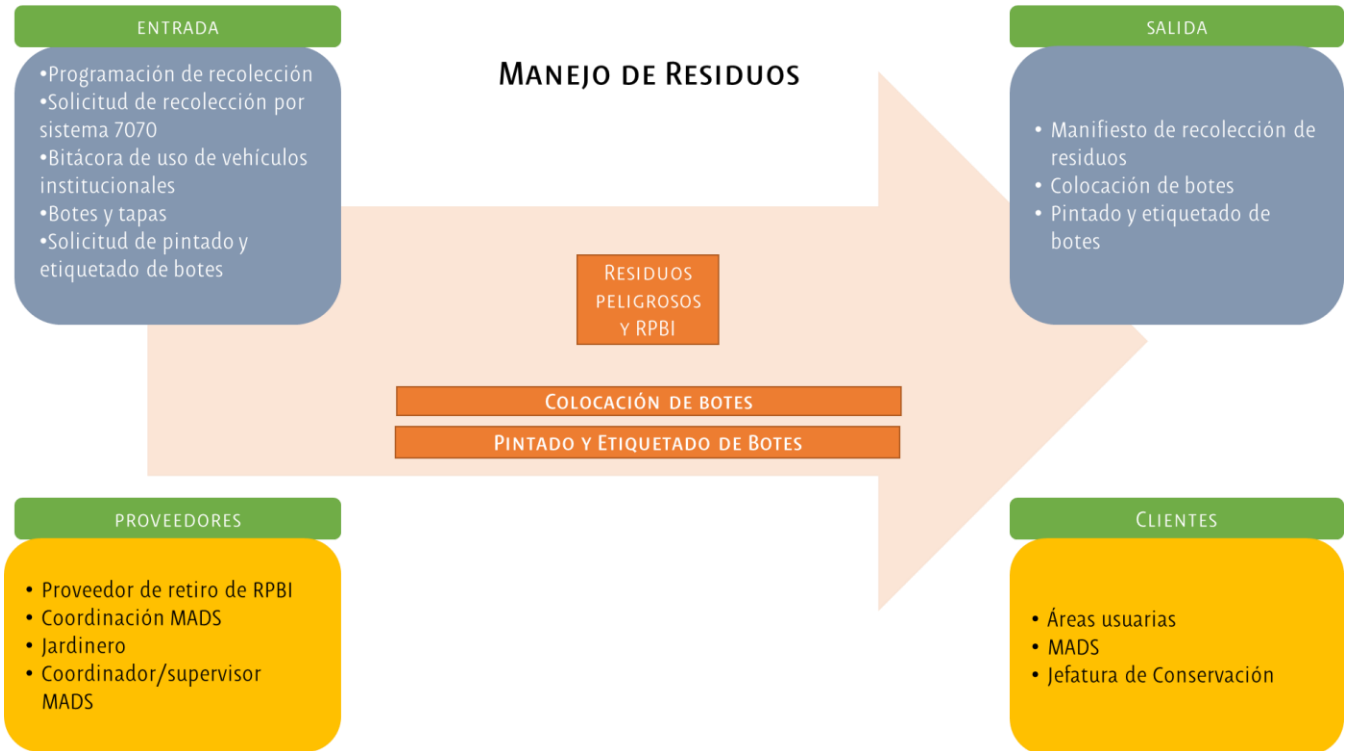 ENTRADA
•Programación de recolección
•Solicitud de recolección por
sistema 7070
•Bitácora de uso de vehículos
institucionales
•Botes y tapas
•Solicitud de pintado y
etiquetado de botes
MANEJO DE RESIDUOS
SALIDA
• Manifiesto de recolección de
residuos
• Colocación de botes
• Pintado y etiquetado de
botes
RESIDUOS
PELIGROSOS
Y RPBI
COLOCACIÓN DE BOTES
PINTADO Y ETIQUETADO DE BOTES
PROVEEDORES
• Proveedor de retiro de RPBI
• Coordinación MADS
• Jardinero
• Coordinador/supervisor
MADS
CLIENTES
• Áreas usuarias
• MADS
• Jefatura de Conservación